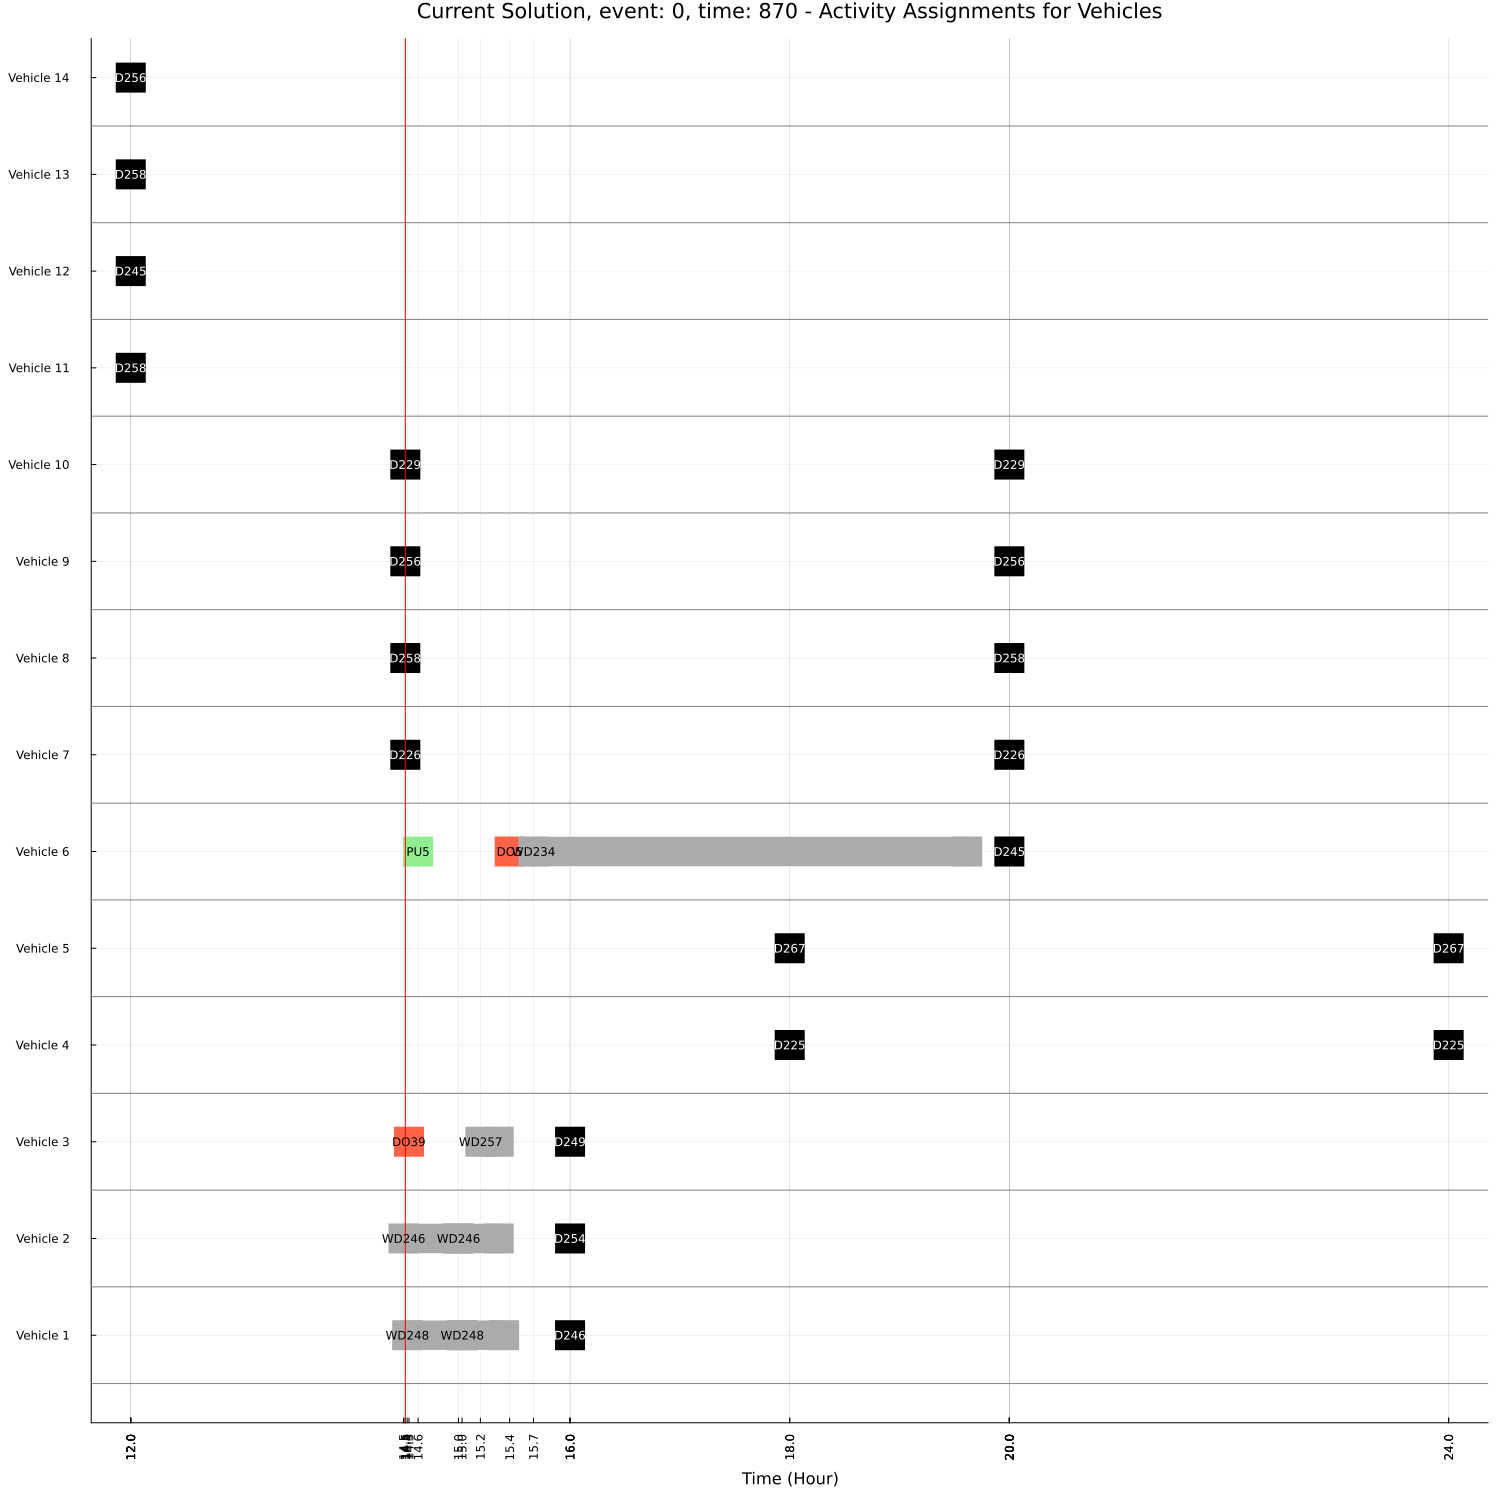 Current Solution, event: 0, time: 870 - Activity Assignments for Vehicles
Vehicle 14 D256
Vehicle 13 D258
Vehicle 12 D245
Vehicle 11 D258
Vehicle 10 D229 D229
Vehicle 9 D256 D256
Vehicle 8 D258 D258
Vehicle 7 D226 D226
Vehicle 6 PU5 DO5 WD234 D245
Vehicle 5 D267 D267
Vehicle 4 D225 D225
Vehicle 3 DO39 WD257 D249
Vehicle 2 WD246 WD246 D254
Vehicle 1 WD248 WD248 D246
12.0 14.6 15.0 15.2 15.4 15.7 16.0 18.0 20.0 24.0
Time (Hour)